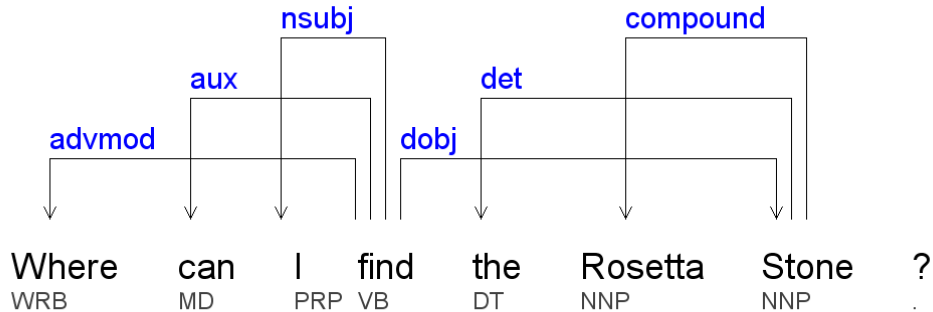 nsubj compound
aux det
advmod dobj
Where can I find the Rosetta Stone ?
WRB MD PRP VB DT NNP NNP .